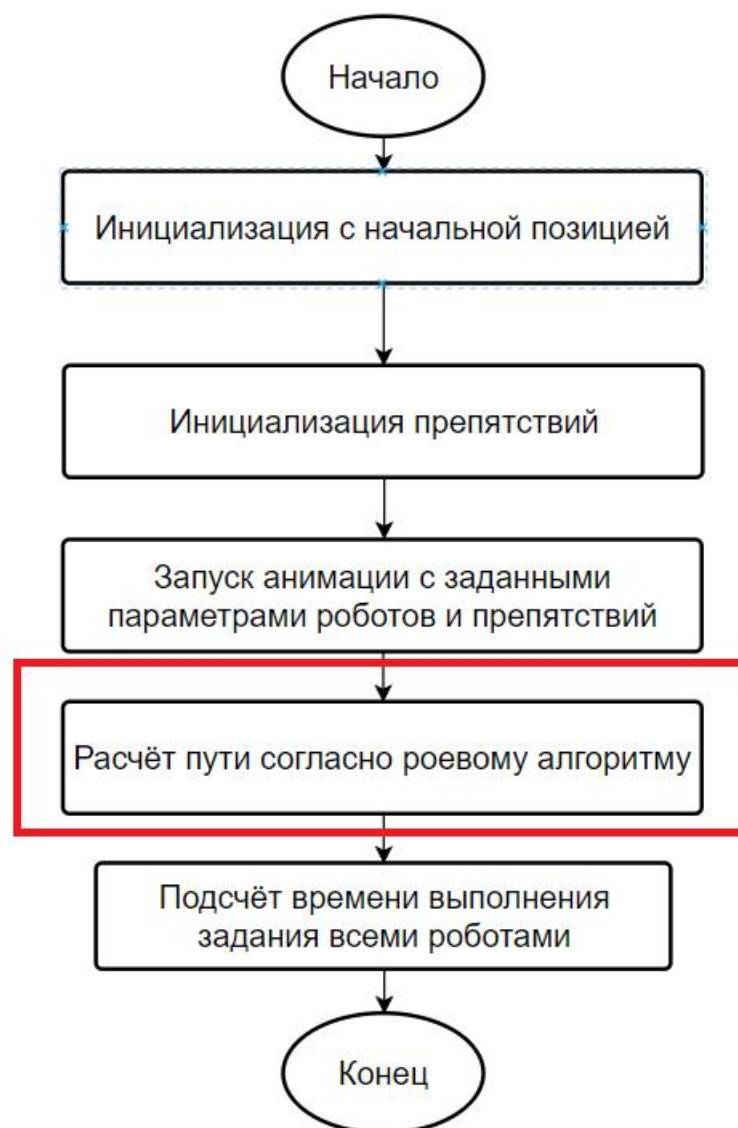 Начало
Инициализация с начальной позицией
Инициализация препятствий
Запуск анимации с заданными
параметрами роботов и препятствий
Расчёт пути согласно роевому алгоритму
Подсчёт времени выполнения
задания всеми роботами
Конец